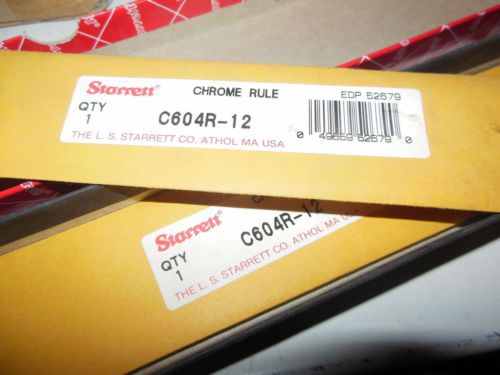 Starrett
CHROME RULE
EDP 52679
QTY
1
C604R-12
THE L. S. STARRETT CO. ATHOL MA USA
0 49659 52679 0
Starrett
QTY
1
C604R-12
THE L. S. STARRETT CO. ATHOL MA USA